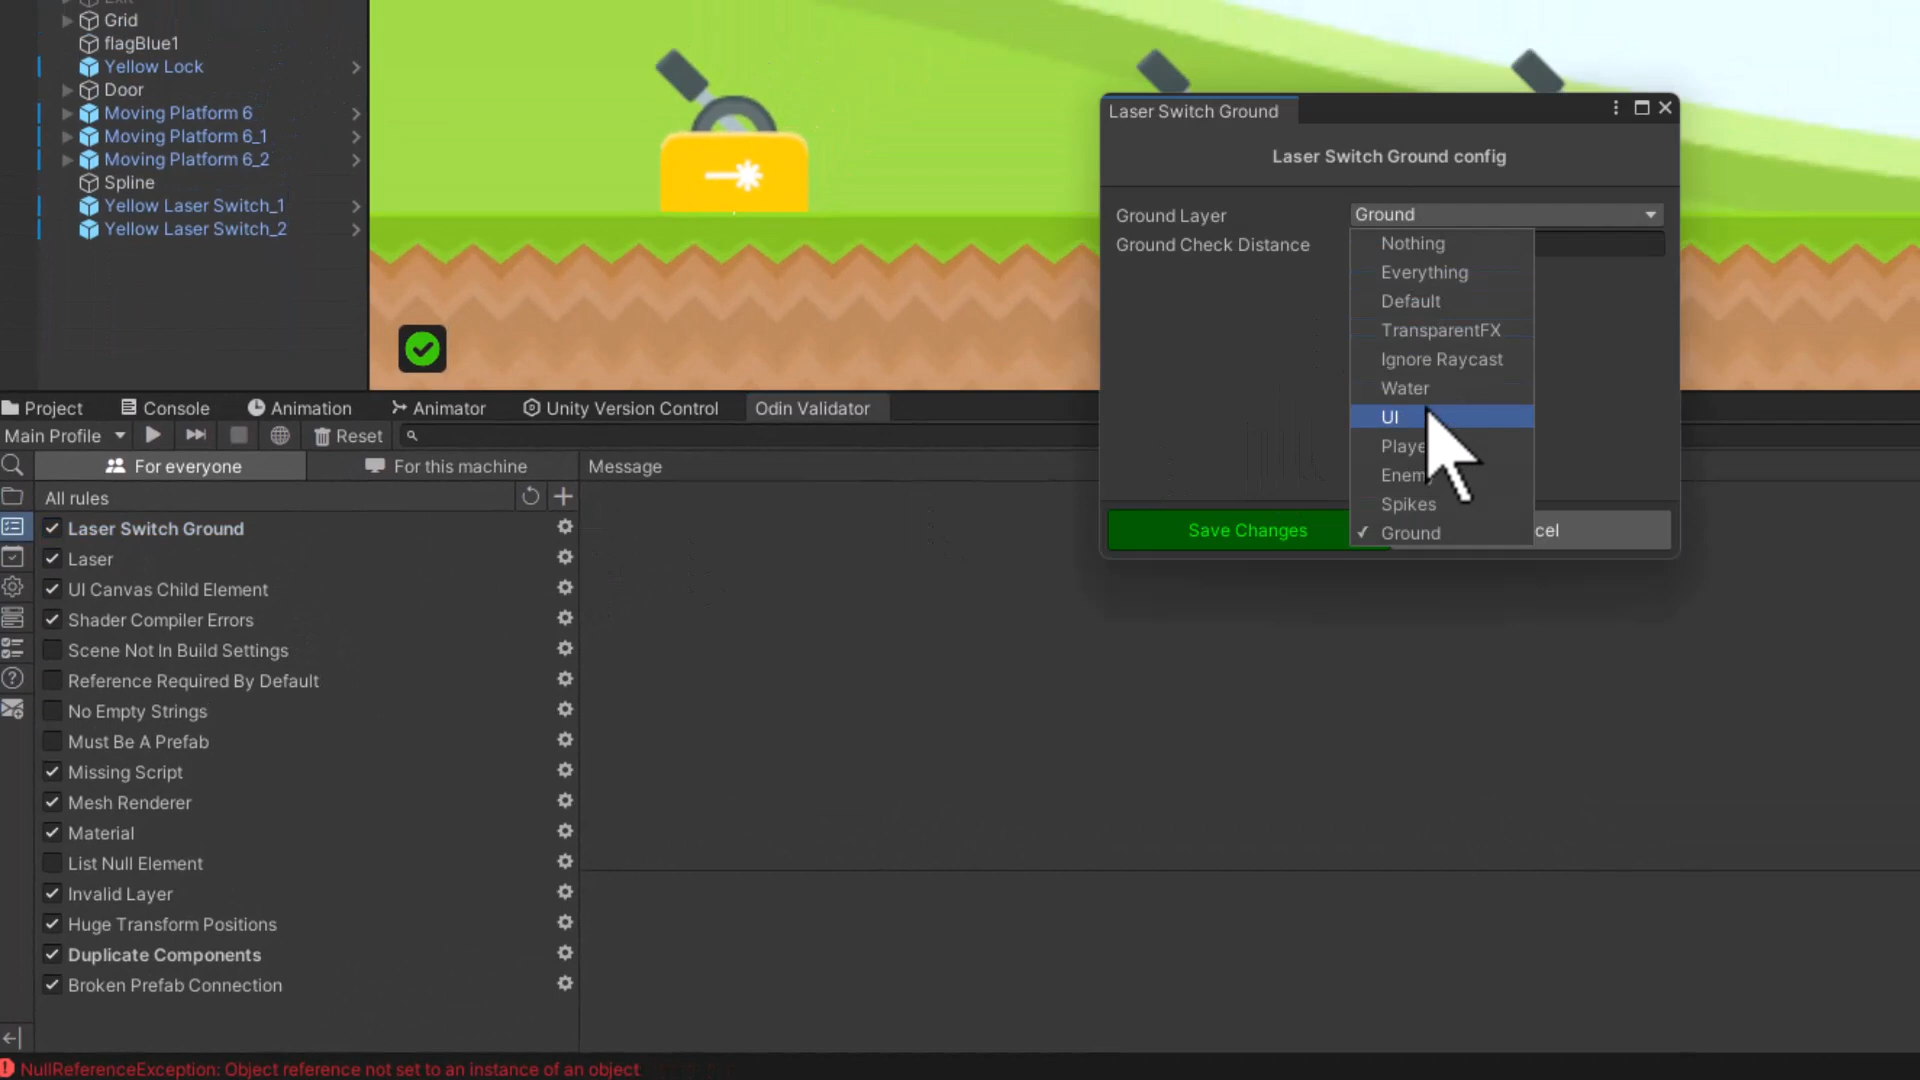 Grid
flagBlue1
Yellow Lock
Door
Moving Platform 6
Moving Platform 6_1
Moving Platform 6_2
Spline
Yellow Laser Switch_1
Yellow Laser Switch_2
Laser Switch Ground
Laser Switch Ground config
Ground Layer
Ground
Ground Check Distance
Nothing
Everything
Default
TransparentFX
Ignore Raycast
Water
UI
Playe
Enem
Spikes
Ground
Save Changes
cel
Project
Console
Animation
Animator
Unity Version Control
Odin Validator
Main Profile
Reset
For everyone
For this machine
Message
All rules
Laser Switch Ground
Laser
UI Canvas Child Element
Shader Compiler Errors
Scene Not In Build Settings
Reference Required By Default
No Empty Strings
Must Be A Prefab
Missing Script
Mesh Renderer
Material
List Null Element
Invalid Layer
Huge Transform Positions
Duplicate Components
Broken Prefab Connection
NullReferenceException: Object reference not set to an instance of an object